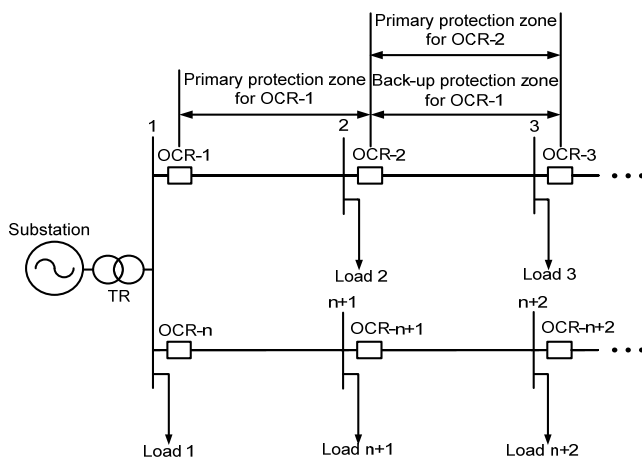 Primary protection zone
for OCR-2
Primary protection zone
for OCR-1
Back-up protection zone
for OCR-1
1
2
3
OCR-1
OCR-2
OCR-3
Substation
TR
Load 2
Load 3
n+1
n+2
OCR-n
OCR-n+1
OCR-n+2
Load 1
Load n+1
Load n+2